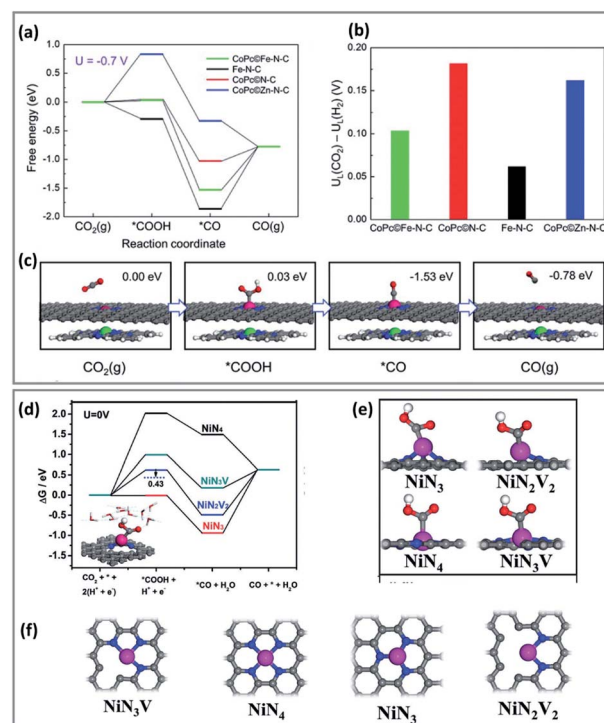 (a)
U = -0.7 V
CoPc©Fe-N-C
Fe-N-C
CoPc©N-C
CoPc©Zn-N-C
Free energy (eV)
1.0
0.5
0.0
-0.5
-1.0
-1.5
-2.0
CO₂(g)
*COOH
*CO
CO(g)
Reaction coordinate
(b)
U_L(CO₂) − U_L(H₂) (V)
0.20
0.15
0.10
0.05
0.00
CoPc©Fe-N-C
CoPc©N-C
Fe-N-C
CoPc©Zn-N-C
(c)
0.00 eV
0.03 eV
-1.53 eV
-0.78 eV
CO₂(g)
*COOH
*CO
CO(g)
(d)
U=0V
ΔG / eV
2.0
1.5
1.0
0.5
0.0
-0.5
-1.0
-1.5
NiN₄
NiN₃V
0.43
NiN₂V₂
NiN₃
CO₂ + * +
2(H⁺ + e⁻)
*COOH +
H⁺ + e⁻
*CO + H₂O
CO + * + H₂O
(e)
NiN₃
NiN₂V₂
NiN₄
NiN₃V
(f)
NiN₃V
NiN₄
NiN₃
NiN₂V₂